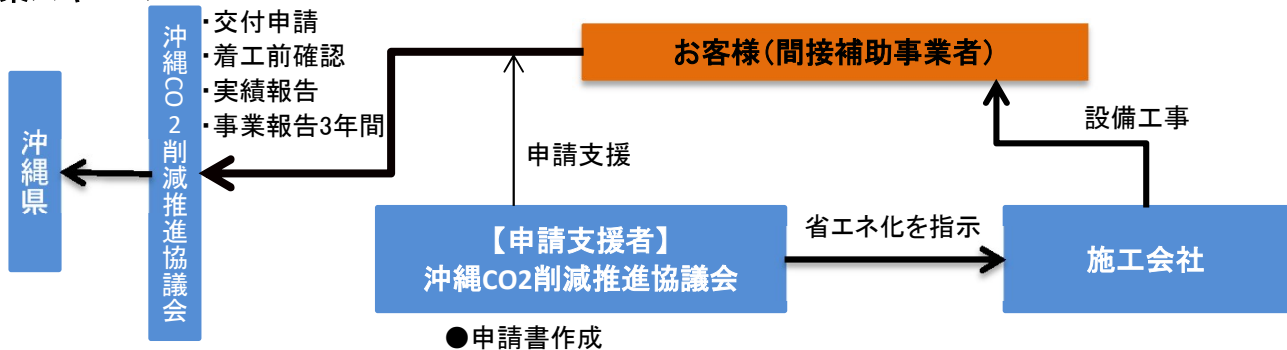 ・交付申請
・着工前確認
・実績報告
・事業報告3年間
沖縄県
沖縄CO2削減推進協議会
お客様（間接補助事業者）
申請支援
設備工事
【申請支援者】
沖縄CO2削減推進協議会
省エネ化を指示
施工会社
●申請書作成